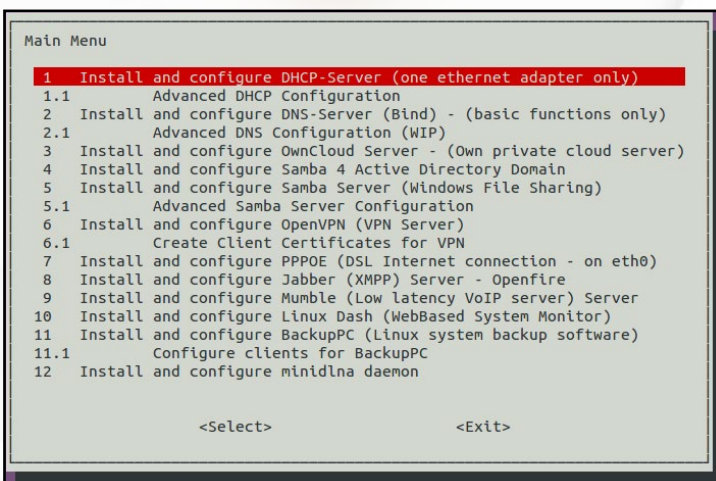 Main Menu
1 Install and configure DHCP-Server (one ethernet adapter only)
1.1 Advanced DHCP Configuration
2 Install and configure DNS-Server (Bind) - (basic functions only)
2.1 Advanced DNS Configuration (WIP)
3 Install and configure OwnCloud Server - (Own private cloud server)
4 Install and configure Samba 4 Active Directory Domain
5 Install and configure Samba Server (Windows File Sharing)
5.1 Advanced Samba Server Configuration
6 Install and configure OpenVPN (VPN Server)
6.1 Create Client Certificates for VPN
7 Install and configure PPPOE (DSL Internet connection - on eth0)
8 Install and configure Jabber (XMPP) Server - Openfire
9 Install and configure Mumble (Low latency VoIP server) Server
10 Install and configure Linux Dash (WebBased System Monitor)
11 Install and configure BackupPC (Linux system backup software)
11.1 Configure clients for BackupPC
12 Install and configure minidlna daemon
<Select> <Exit>